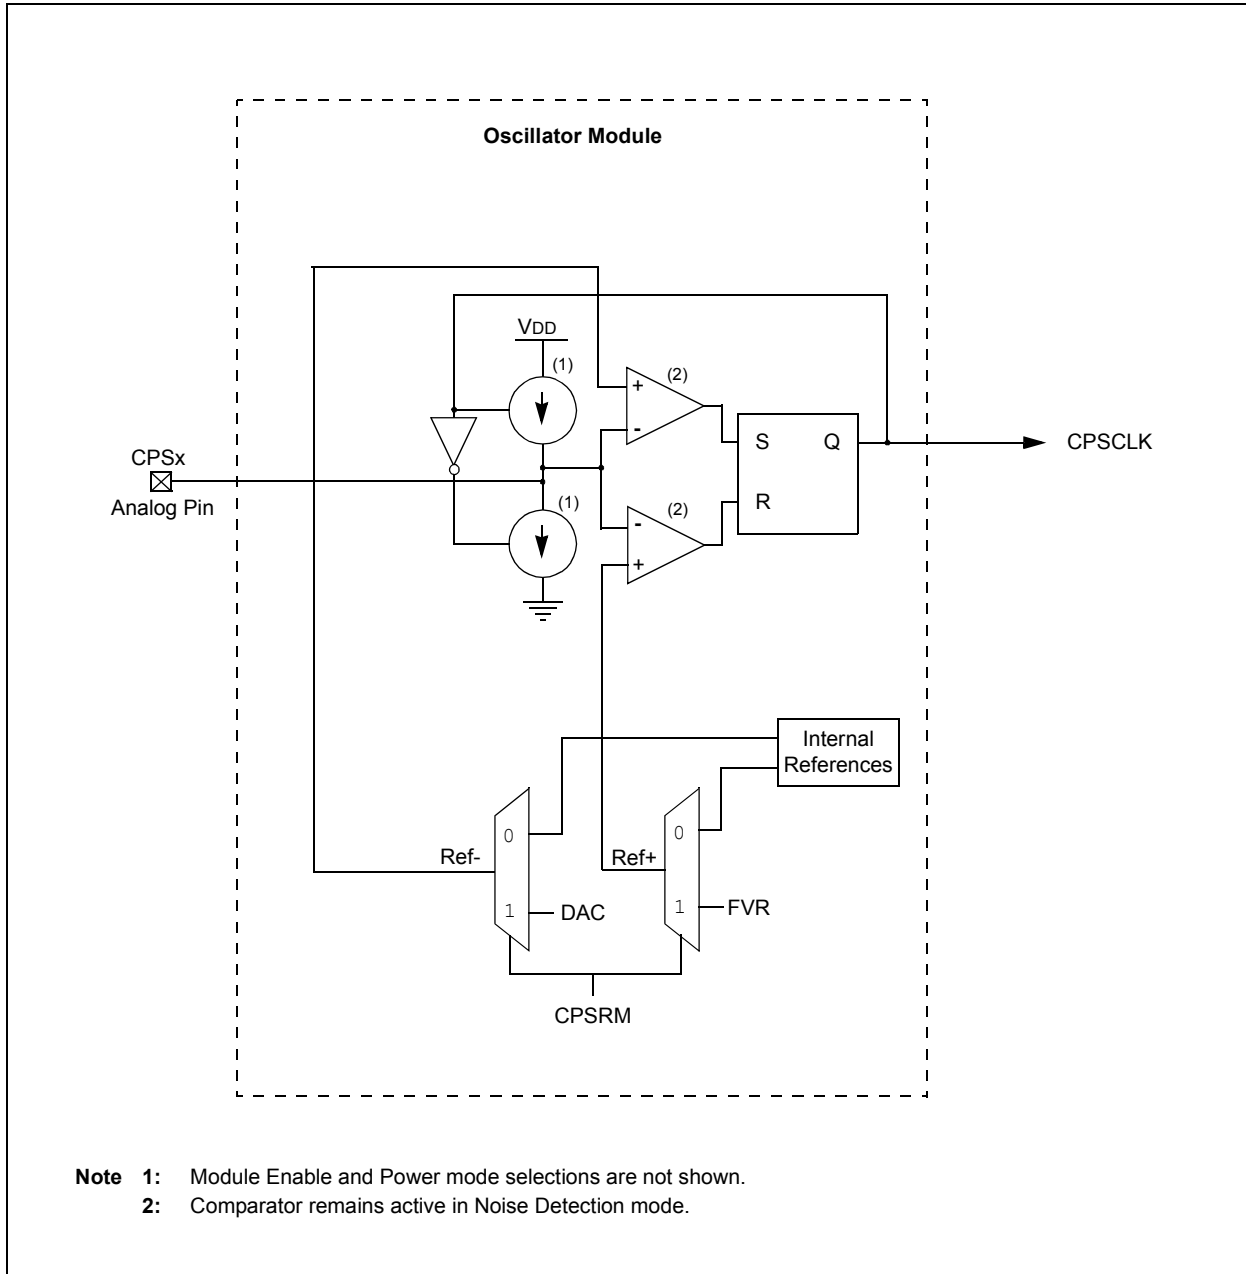 Oscillator Module
VDD
(1)
(2)
+
-
S Q
CPSCLK
CPSx
Analog Pin
(1)
(2)
R
-
+
Internal
References
0
0
Ref-
Ref+
1
DAC
1
FVR
CPSRM
Note 1: Module Enable and Power mode selections are not shown.
2: Comparator remains active in Noise Detection mode.